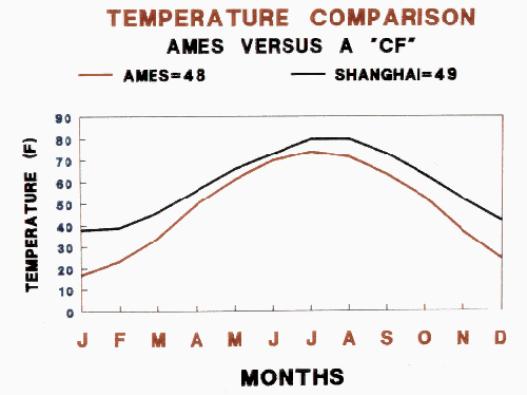 TEMPERATURE COMPARISON
AMES VERSUS A "CF"
AMES=48 SHANGHAI=49
TEMPERATURE (F)
90
80
70
60
50
40
30
20
10
0
J F M A M J J A S O N D
MONTHS